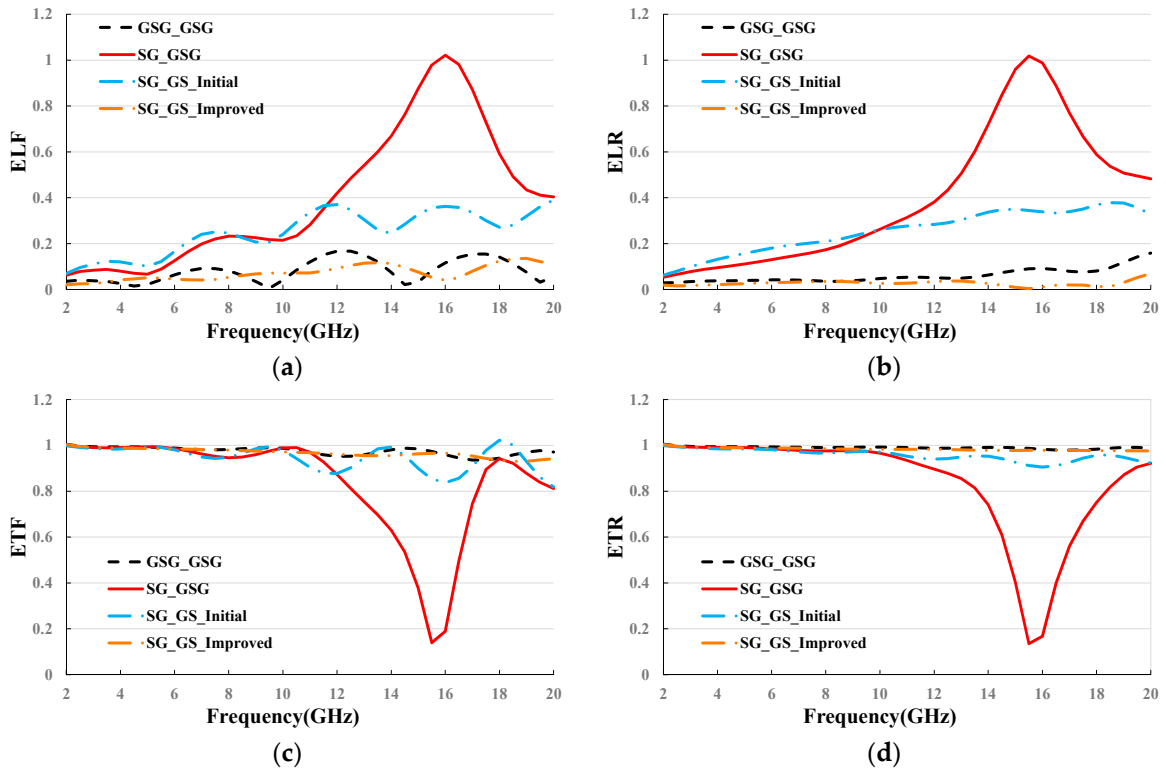 1.2
1
0.8
0.6
0.4
0.2
0
ELF
GSG_GSG
SG_GSG
SG_GS_Initial
SG_GS_Improved
2 4 6 8 10 12 14 16 18 20
Frequency(GHz)
(a)
1.2
1
0.8
0.6
0.4
0.2
0
ELR
GSG_GSG
SG_GSG
SG_GS_Initial
SG_GS_Improved
2 4 6 8 10 12 14 16 18 20
Frequency(GHz)
(b)
1.2
1
0.8
0.6
0.4
0.2
0
ETF
GSG_GSG
SG_GSG
SG_GS_Initial
SG_GS_Improved
2 4 6 8 10 12 14 16 18 20
Frequency(GHz)
(c)
1.2
1
0.8
0.6
0.4
0.2
0
ETR
GSG_GSG
SG_GSG
SG_GS_Initial
SG_GS_Improved
2 4 6 8 10 12 14 16 18 20
Frequency(GHz)
(d)